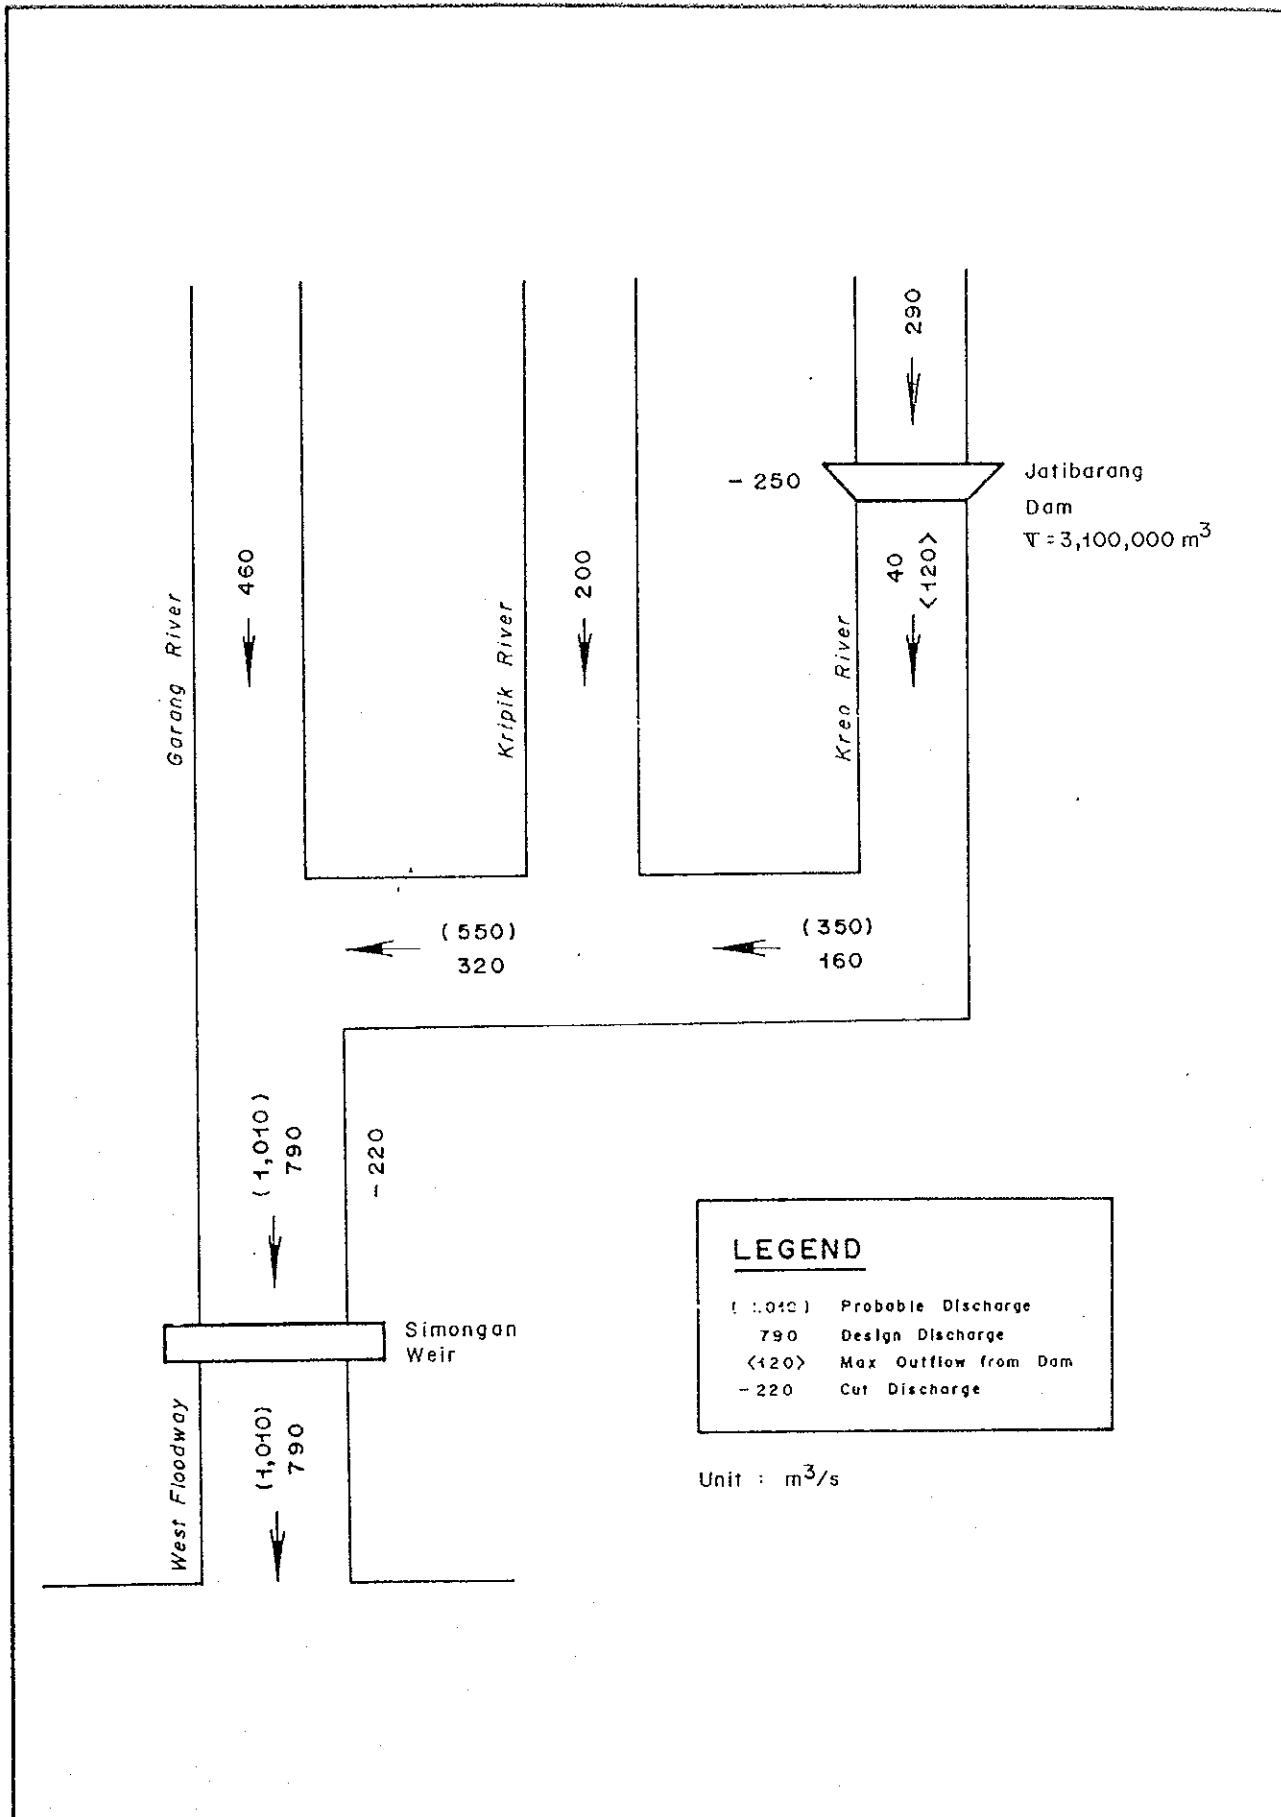 290
- 250
Jatibarang
Dam
V = 3,100,000 m³
460
200
40
<120>
Garang River
Kripik River
Kreo River
(550)
320
(350)
160
(1,010)
790
- 220
Simongan
Weir
LEGEND
Probable Discharge
790 Design Discharge
<120> Max Outflow from Dam
- 220 Cut Discharge
Unit : m³/s
West Floodway
(1,010)
790